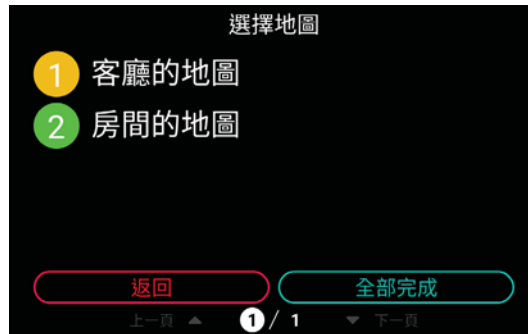 選擇地圖
1 客廳的地圖
2 房間的地圖
返回 全部完成
上一頁 ▲ 1 / 1 ▼ 下一頁